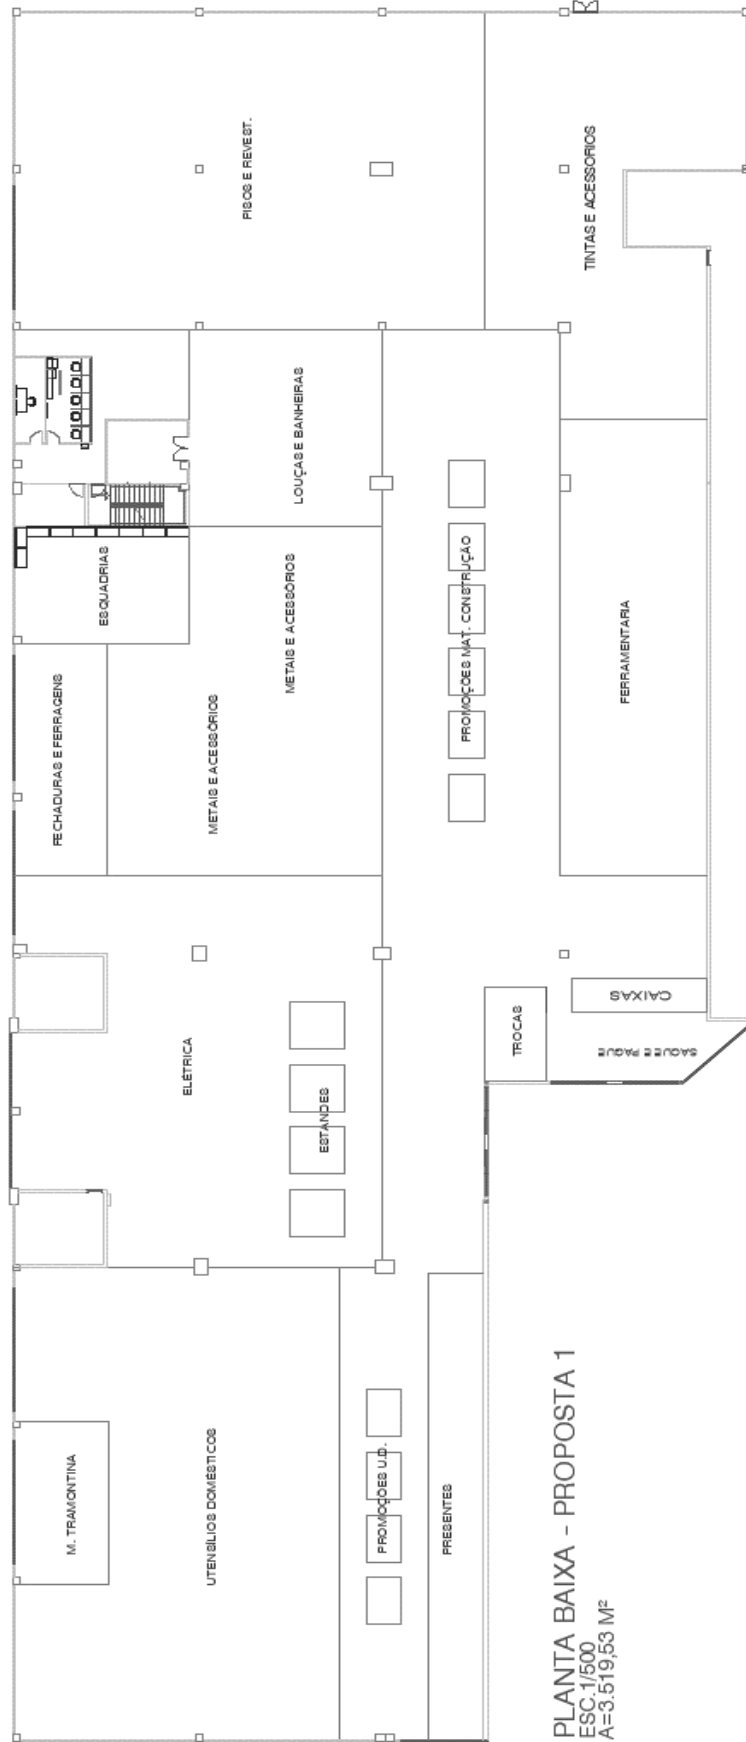 PISOS E REVEST.
TINTAS E ACESSÓRIOS
LOUÇAS E BANHEIRAS
ESQUADRIAS
METAIS E ACESSÓRIOS
PROMOÇÕES MAT. CONSTRUÇÃO
FERRAMENTARIA
FECHADURAS E FERRAGENS
METAIS E ACESSÓRIOS
CAIXAS
TROCAS
SAQUE E PAGUE
ELÉTRICA
ESTANDES
M. TRAMONTINA
UTENSÍLIOS DOMÉSTICOS
PROMOÇÕES U.D.
PRESENTES
PLANTA BAIXA - PROPOSTA 1
ESC.1/500
A=3.519,53 M²